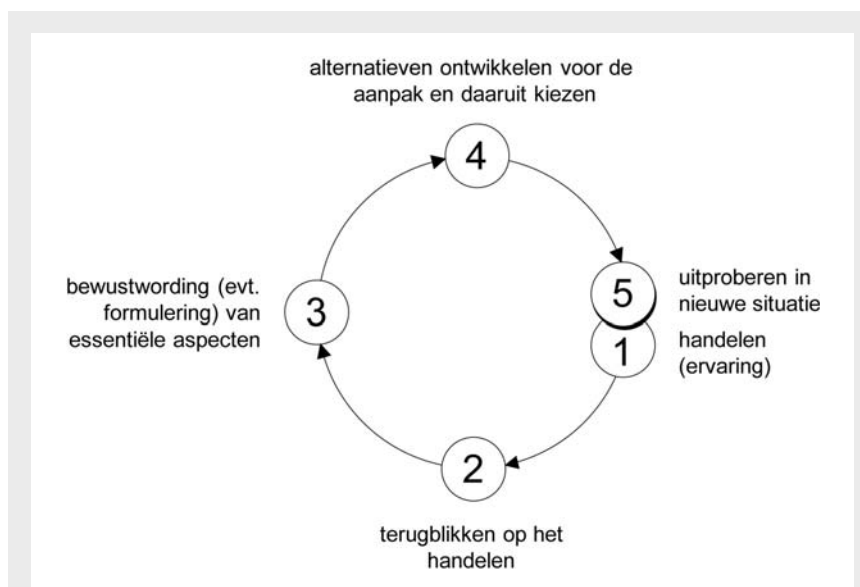 alternatieven ontwikkelen voor de
aanpak en daaruit kiezen
4
5
uitproberen in
nieuwe situatie
1
handelen
(ervaring)
bewustwording (evt.
formulering) van
essentiële aspecten
3
2
terugblikken op het
handelen